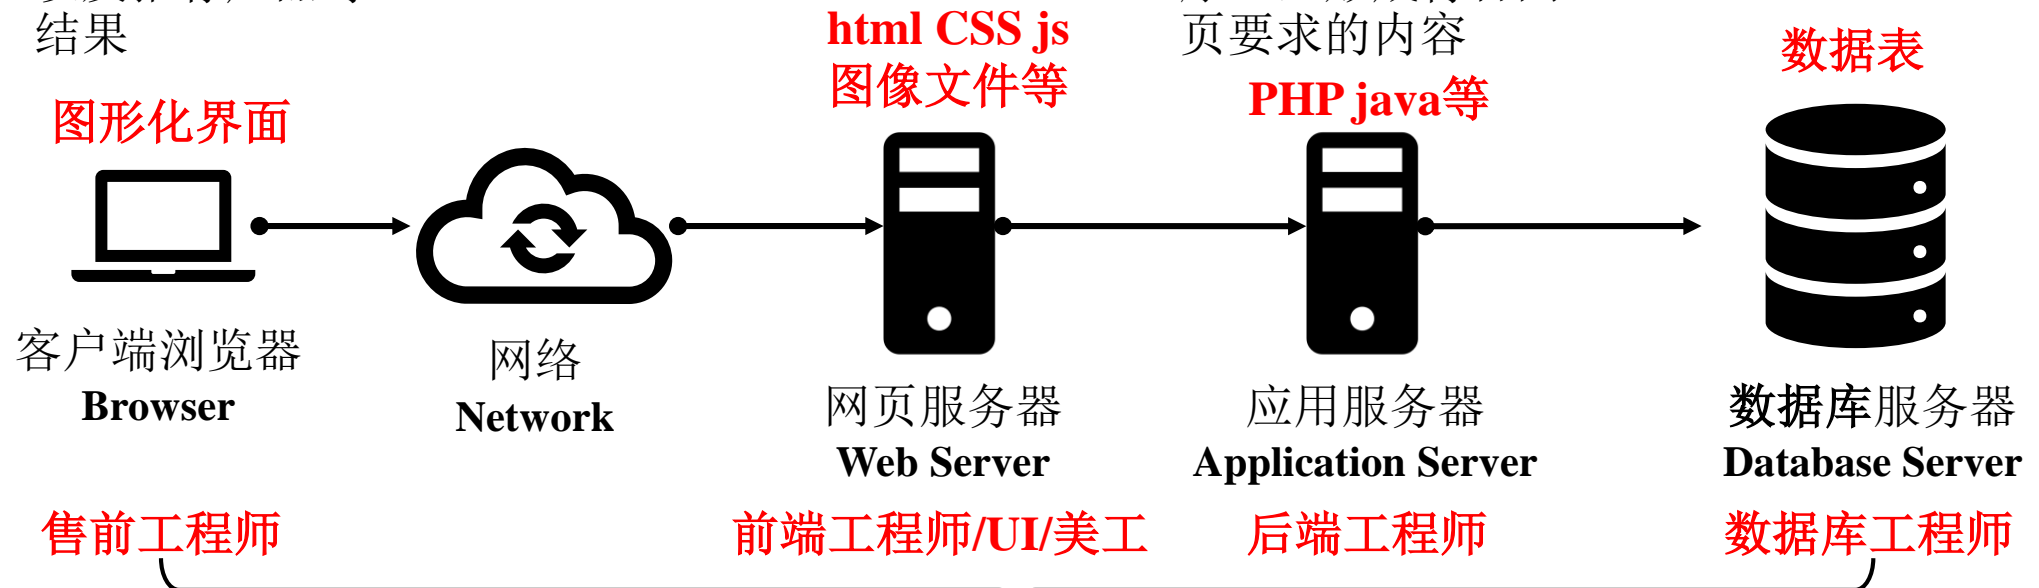 结果
图形化界面
客户端浏览器
Browser
售前工程师
网络
Network
html CSS js
图像文件等
网页服务器
Web Server
前端工程师/UI/美工
页要求的内容
PHP java等
应用服务器
Application Server
后端工程师
数据表
数据库服务器
Database Server
数据库工程师